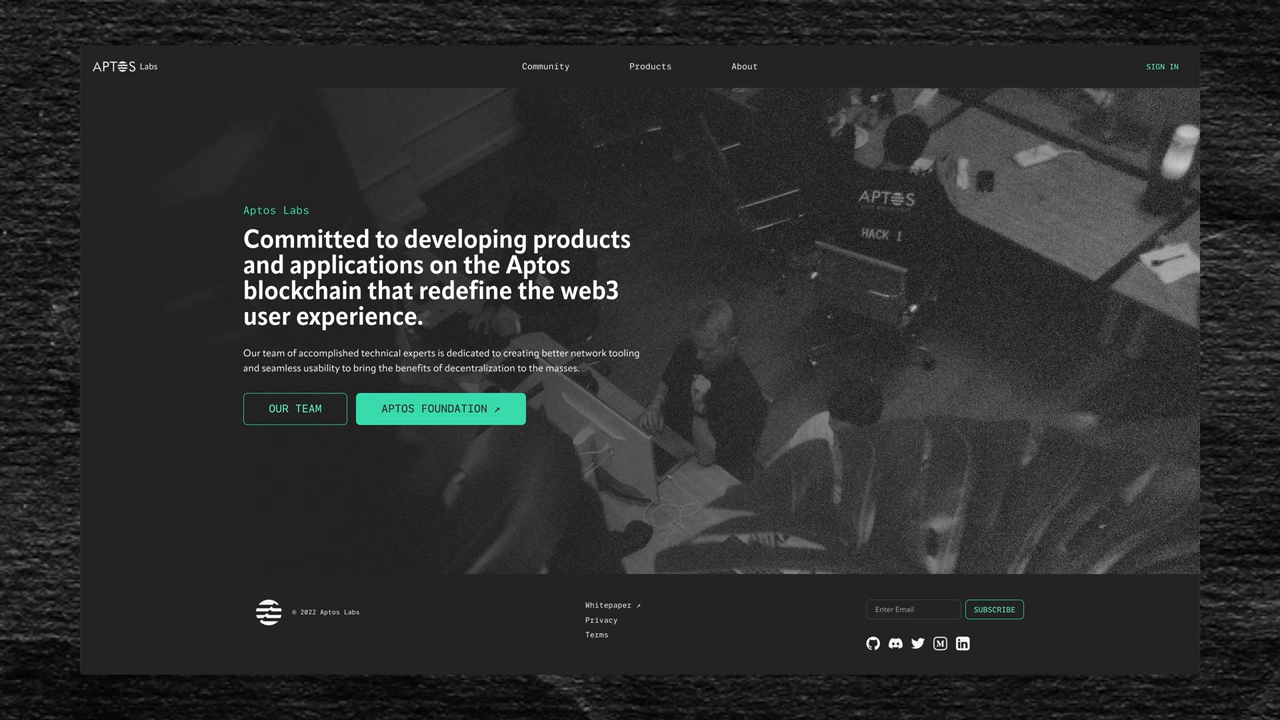 APTOS Labs
Community
Products
About
SIGN IN
APTOS
HACK 1
Aptos Labs
Committed to developing products
and applications on the Aptos
blockchain that redefine the web3
user experience.
Our team of accomplished technical experts is dedicated to creating better network tooling
and seamless usability to bring the benefits of decentralization to the masses.
OUR TEAM
APTOS FOUNDATION ↗
© 2022 Aptos Labs
Whitepaper ↗
Privacy
Terms
Enter Email
SUBSCRIBE